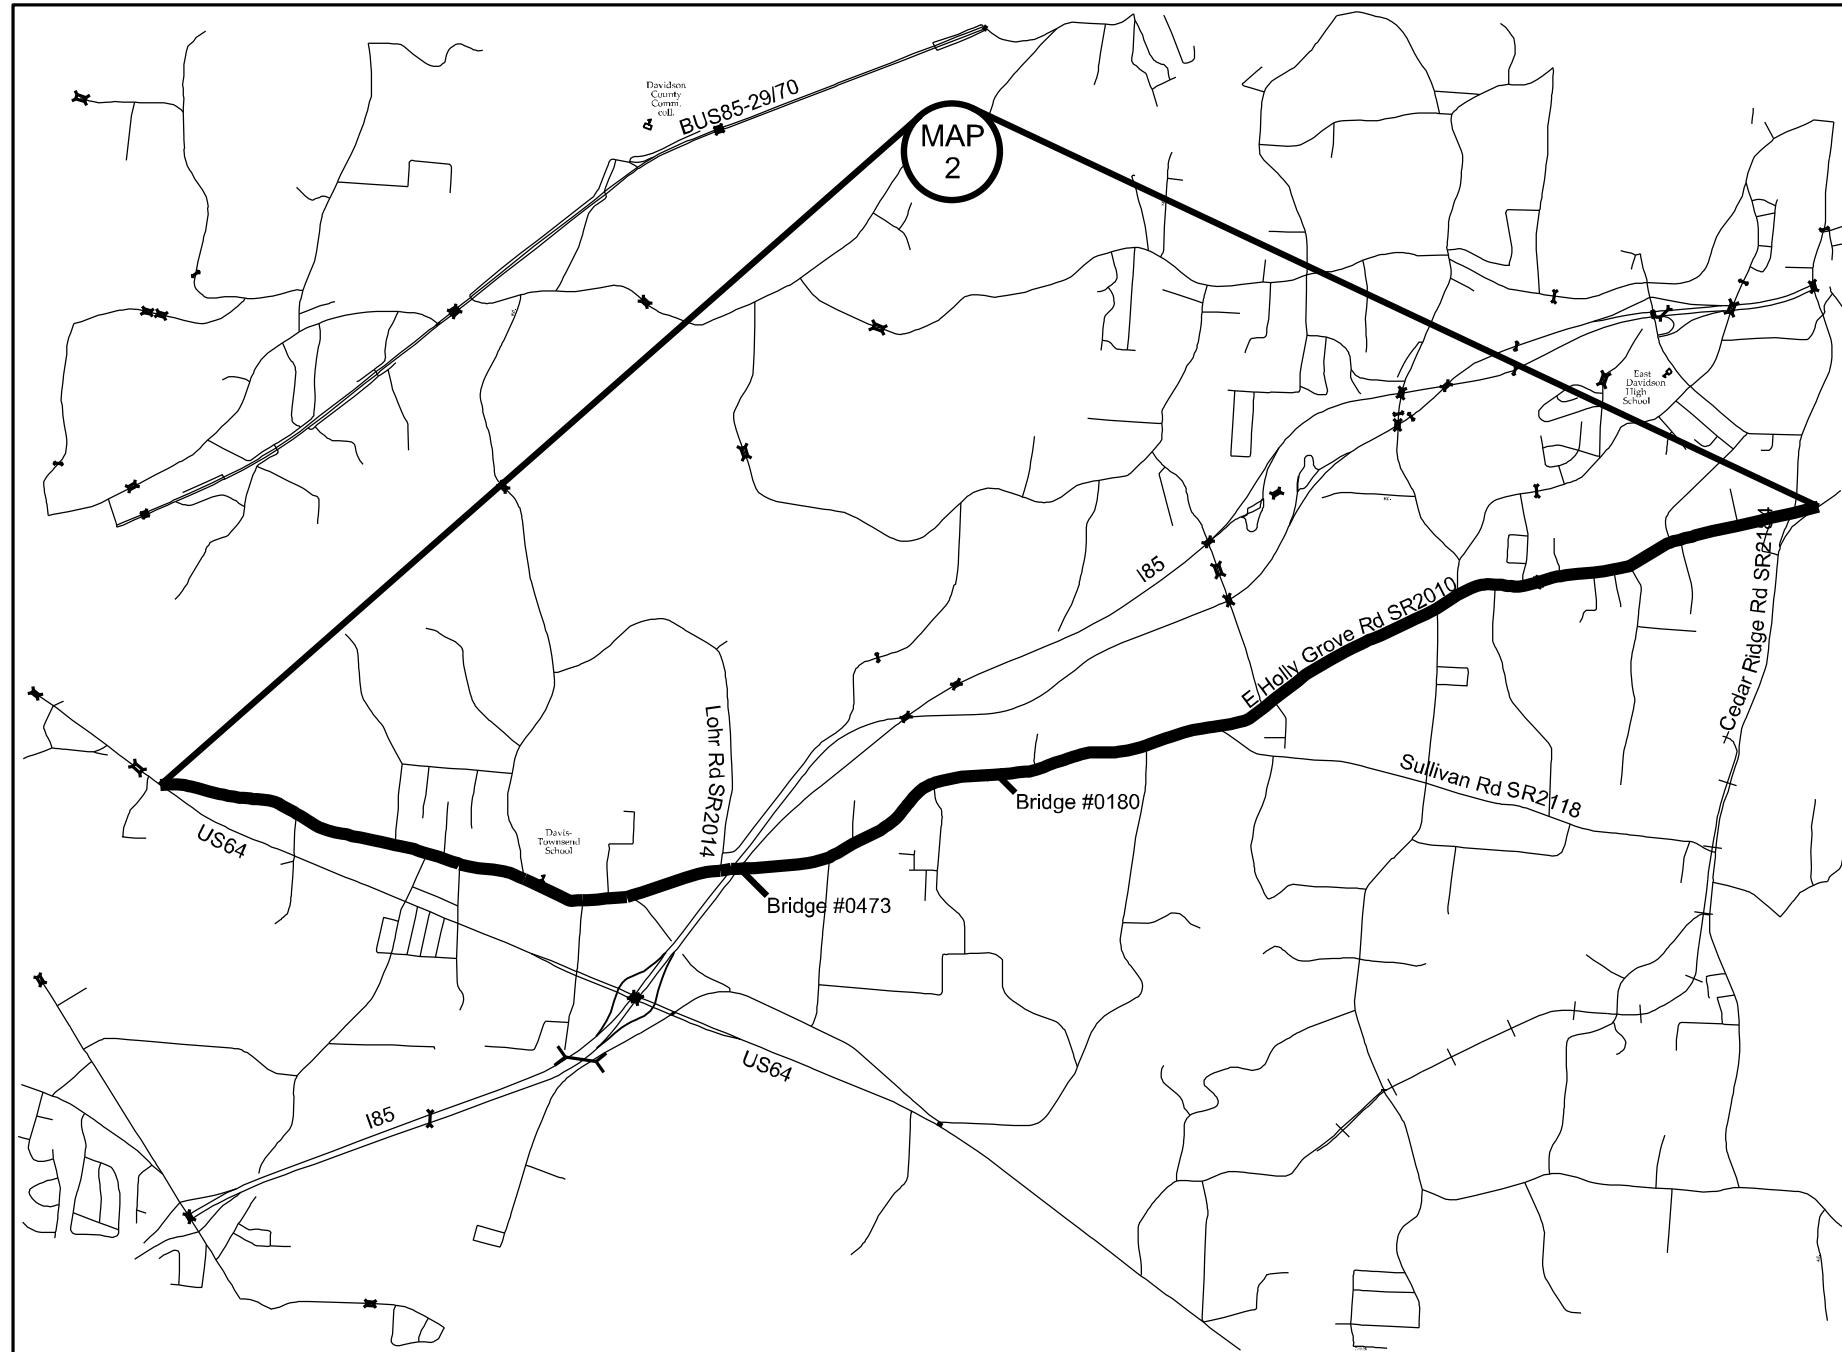 Davidson
County
Comm.
coll.
BUS85-29/70
MAP
2
East
Davidson
High
School
I85
E Holly Grove Rd SR2010
Cedar Ridge Rd
Lohr Rd SR2014
Sullivan Rd SR2118
Bridge #0180
US64
Davis-
Townsend
School
Bridge #0473
US64
I85